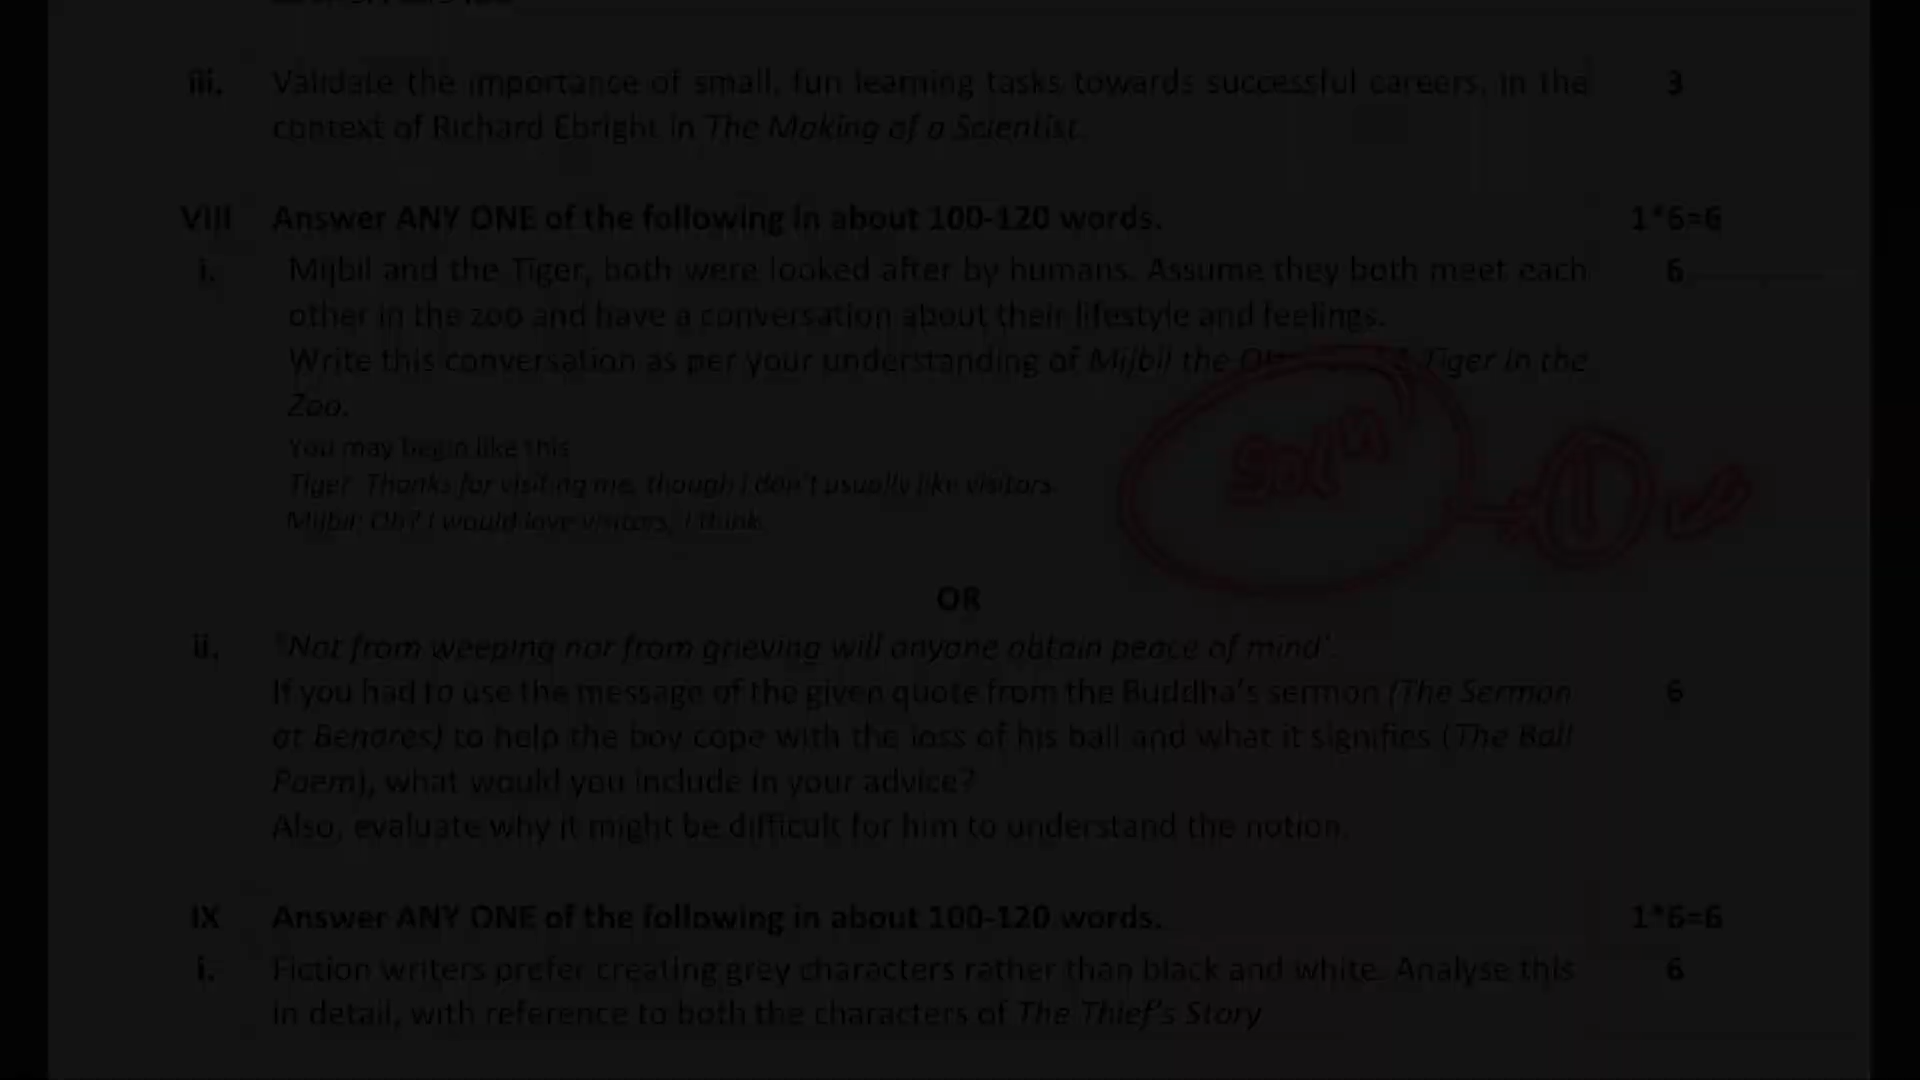 iii. Validate the importance of small, fun learning tasks towards successful careers, in the 3
context of Richard Ebright in The Making of a Scientist.
VIII Answer ANY ONE of the following in about 100-120 words. 1*6=6
i. Mijbil and the Tiger, both were looked after by humans. Assume they both meet each 6
other in the zoo and have a conversation about their lifestyle and feelings.
Write this conversation as per your understanding of Mijbil the Tiger in the
Zoo.
You may begin like this
Tiger: Thanks for visiting me, though I don't usually like visitors.
Mijbil: Oh? I would love visitors, I think.
Solⁿ
1
OR
ii. 'Not from weeping nor from grieving will anyone obtain peace of mind'.
If you had to use the message of the given quote from the Buddha's sermon (The Sermon 6
at Benares) to help the boy cope with the loss of his ball and what it signifies (The Ball
Poem), what would you include in your advice?
Also, evaluate why it might be difficult for him to understand the notion.
IX Answer ANY ONE of the following in about 100-120 words. 1*6=6
i. Fiction writers prefer creating grey characters rather than black and white. Analyse this 6
in detail, with reference to both the characters of The Thief's Story